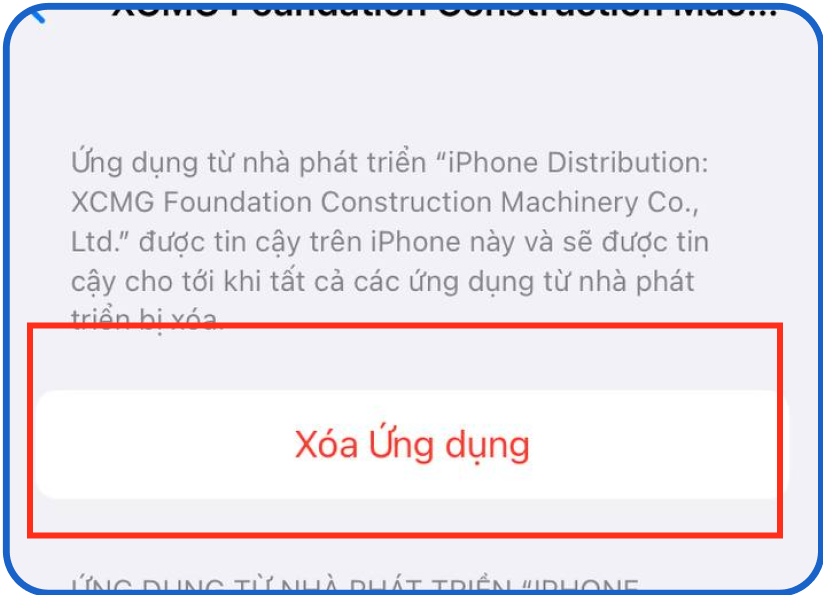 XCMG Foundation Construction Mac...
Ứng dụng từ nhà phát triển “iPhone Distribution:
XCMG Foundation Construction Machinery Co.,
Ltd.” được tin cậy trên iPhone này và sẽ được tin
cậy cho tới khi tất cả các ứng dụng từ nhà phát
triển bị xóa.
Xóa Ứng dụng
ỨNG DỤNG TỪ NHÀ PHÁT TRIỂN “IPHONE